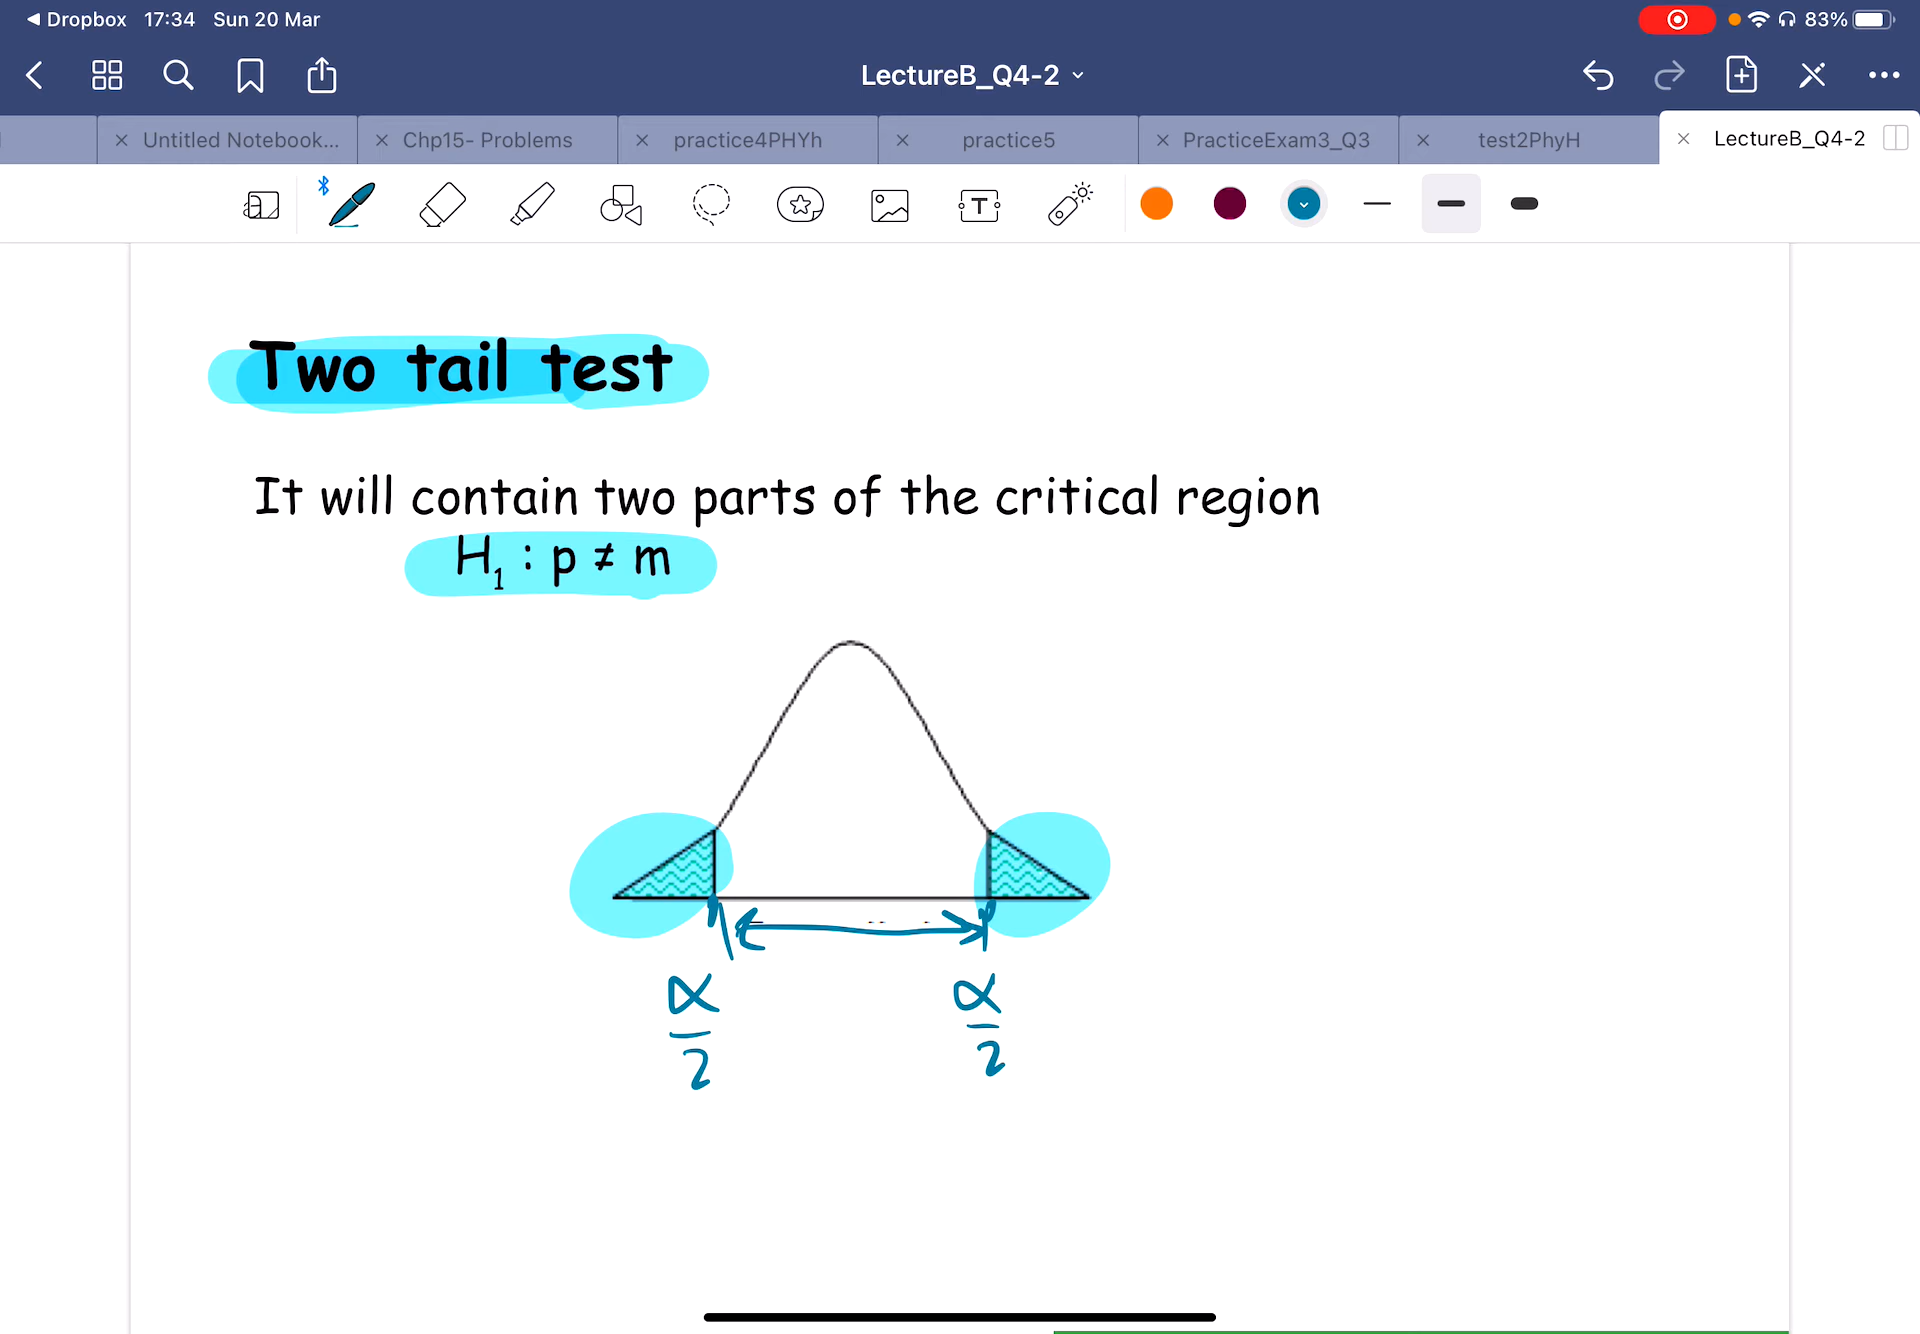 ◀ Dropbox 17:34 Sun 20 Mar 83%
LectureB_Q4-2
Untitled Notebook... Chp15- Problems practice4PHYh practice5 PracticeExam3_Q3 test2PhyH LectureB_Q4-2
a T
Two tail test
It will contain two parts of the critical region
H₁ : p ≠ m
α α
2 2